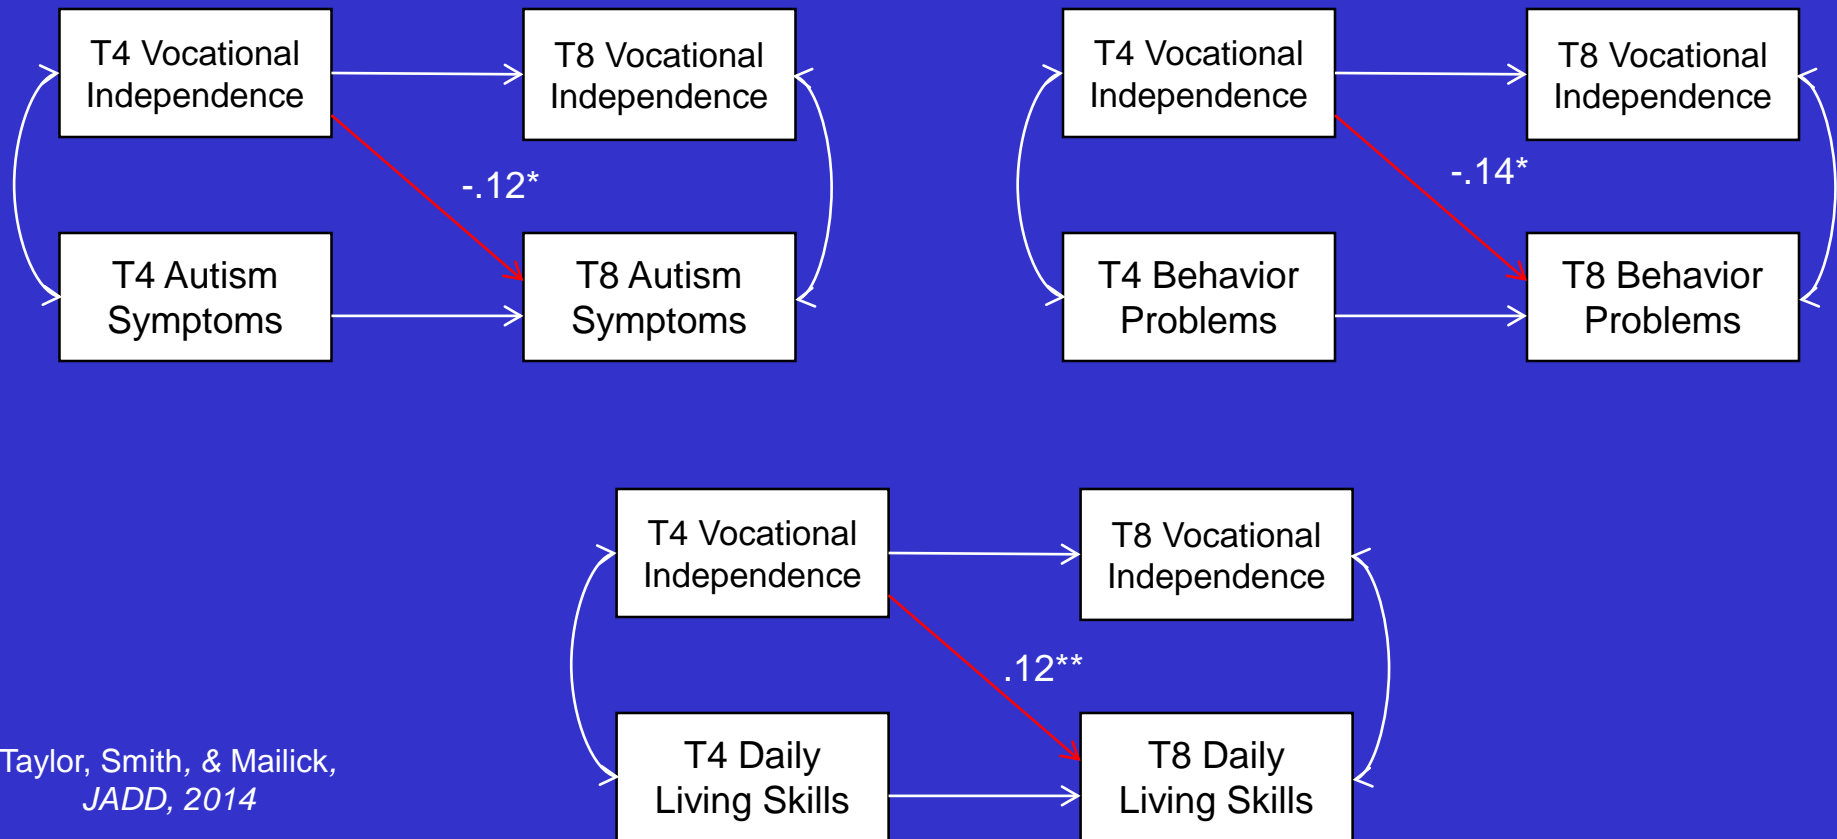 T4 Vocational
Independence
T8 Vocational
Independence
-.12*
T4 Autism
Symptoms
T8 Autism
Symptoms
T4 Vocational
Independence
T8 Vocational
Independence
-.14*
T4 Behavior
Problems
T8 Behavior
Problems
T4 Vocational
Independence
T8 Vocational
Independence
.12**
T4 Daily
Living Skills
T8 Daily
Living Skills
Taylor, Smith, & Mailick,
JADD, 2014